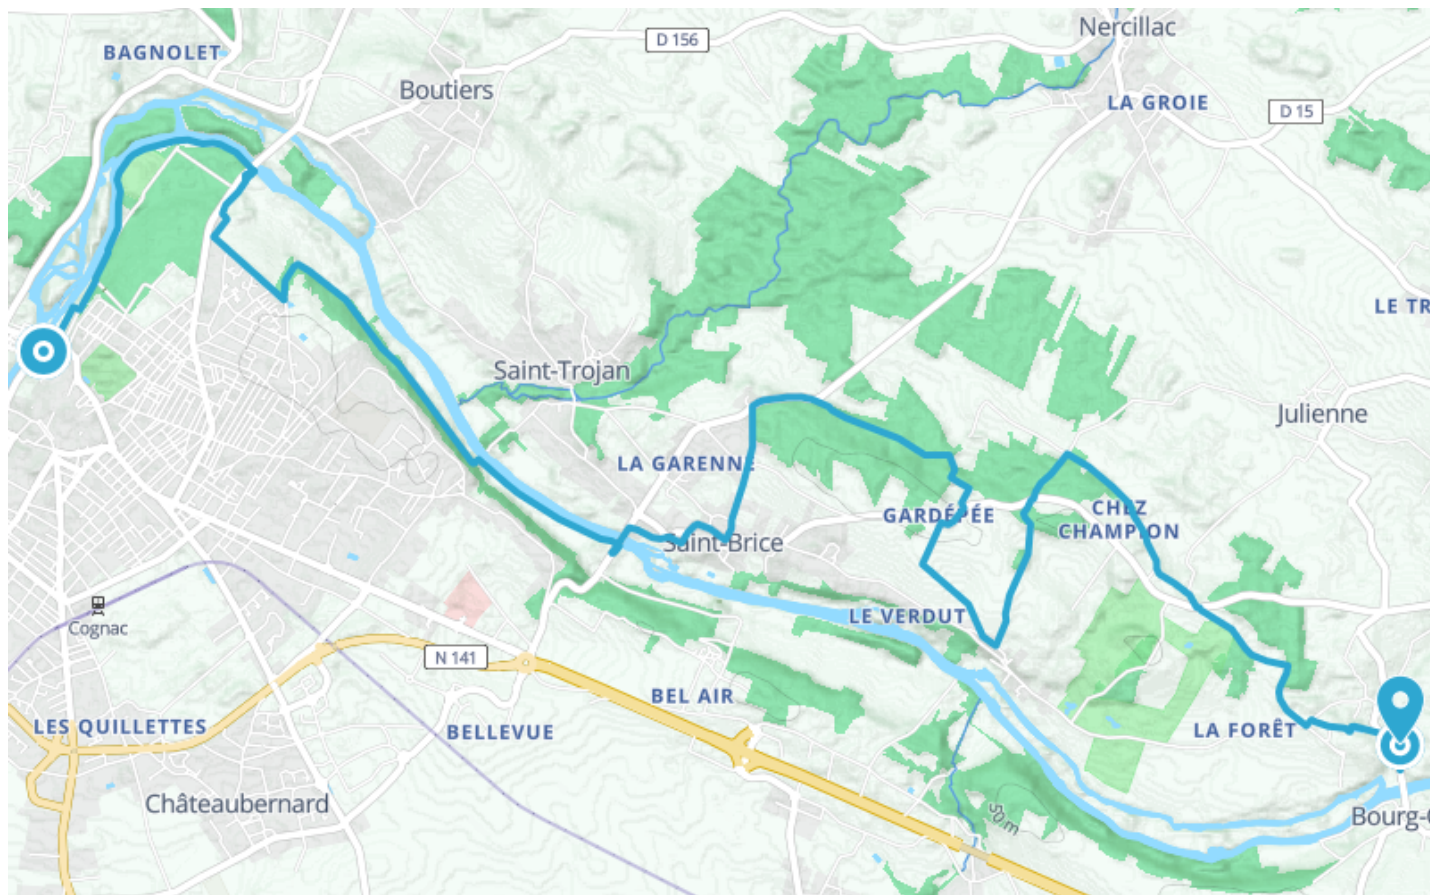 Nercillac
D 156
BAGNOLET
Boutiers
LA GROIE
D 15
LE TR
Saint-Trojan
Julienne
LA GARENNE
CHEZ
CHAMPION
GARDÉPÉE
Saint-Brice
Cognac
LE VERDUT
N 141
BEL AIR
LES QUILLETTES
BELLEVUE
LA FORÊT
Châteaubernard
50 m
Bourg-C